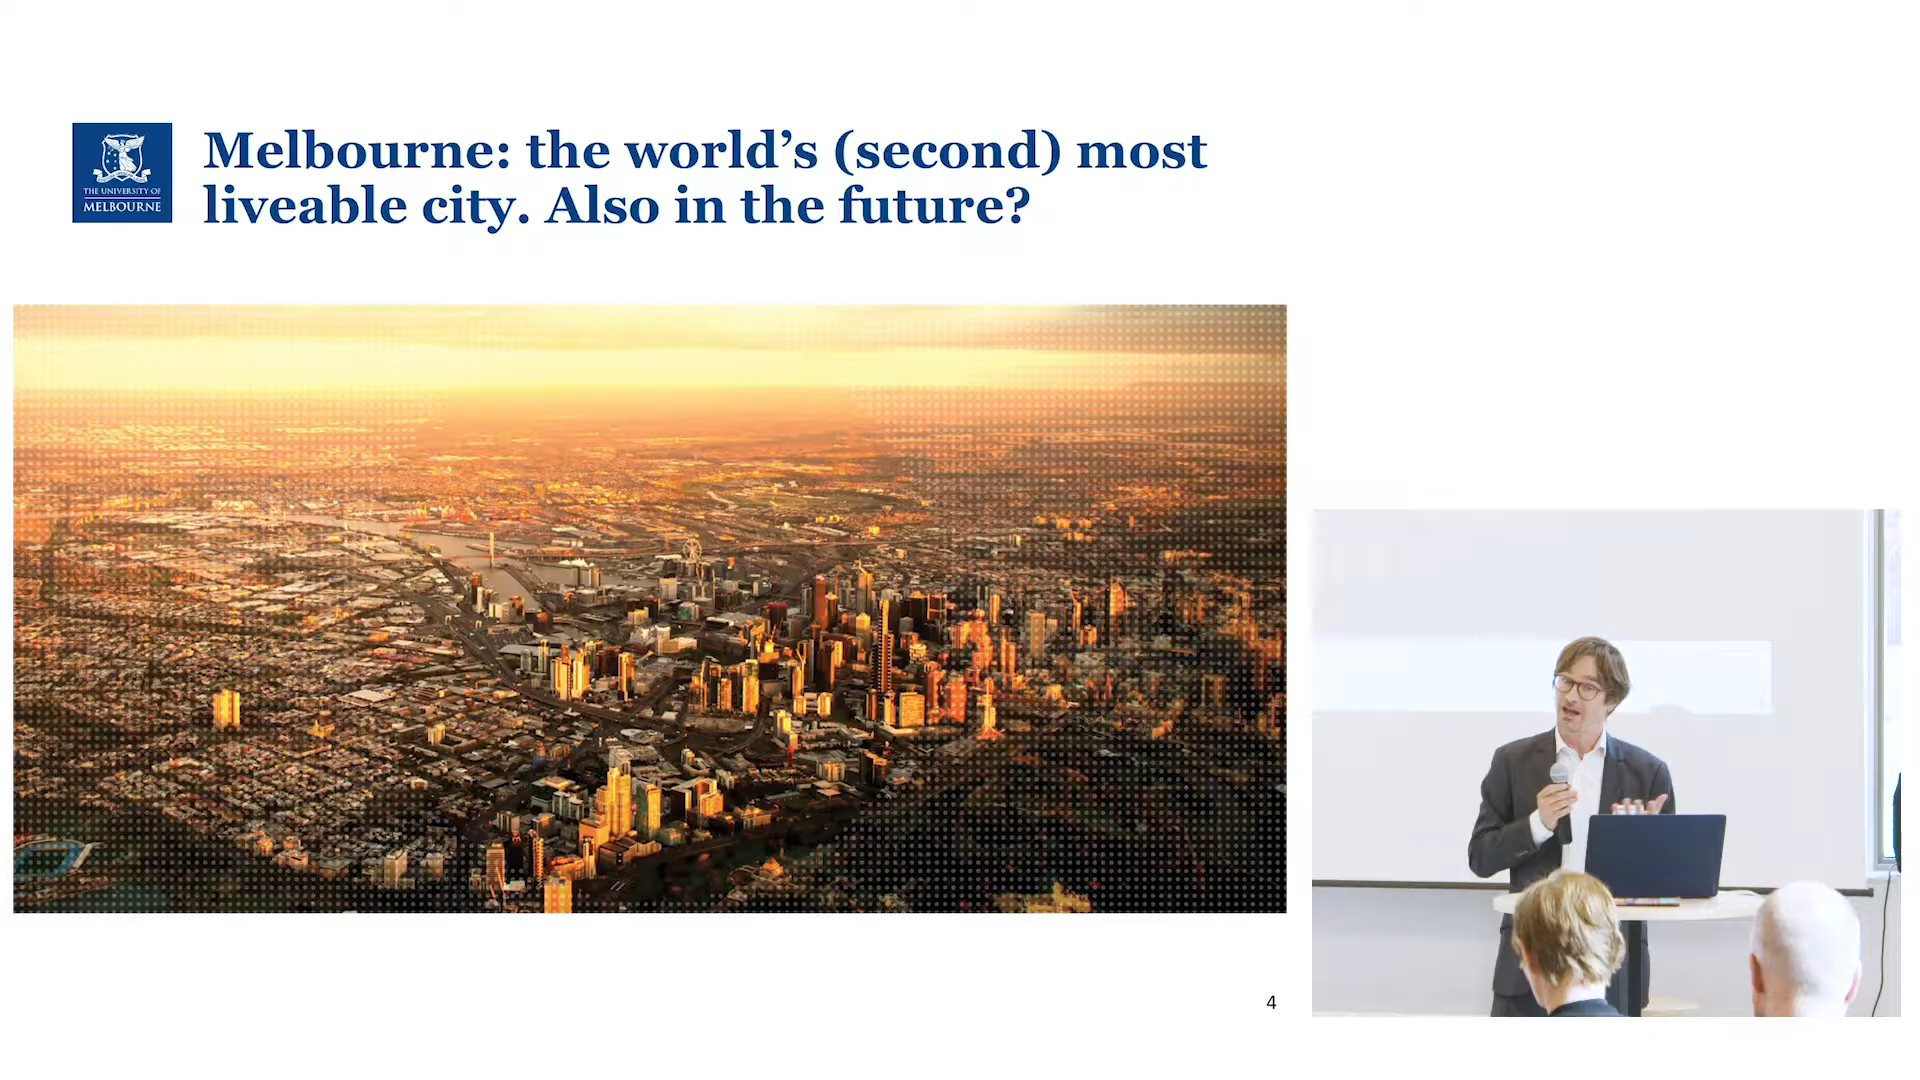 THE UNIVERSITY OF
MELBOURNE
Melbourne: the world’s (second) most
liveable city. Also in the future?
4